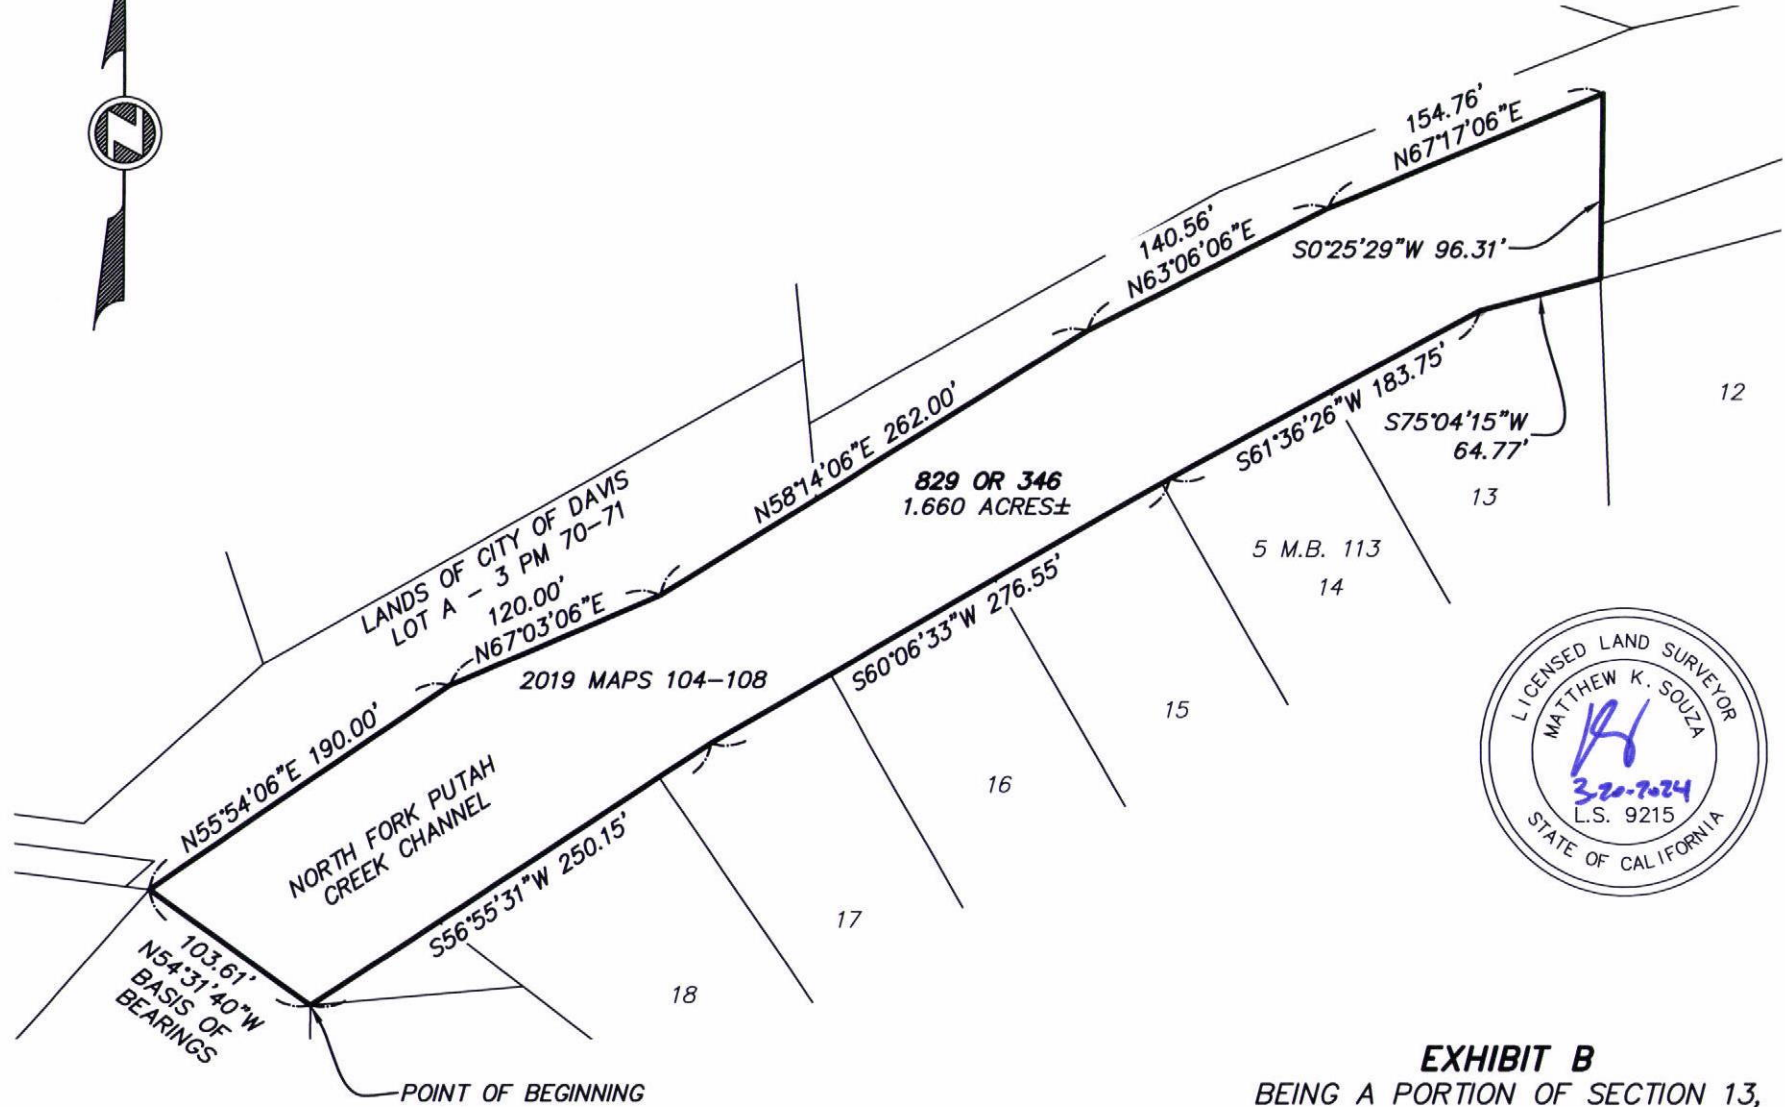 N
154.76'
N67°17'06"E
140.56'
N63°06'06"E
S0°25'29"W 96.31'
N58°14'06"E 262.00'
829 OR 346
1.660 ACRES±
S61°36'26"W 183.75'
S75°04'15"W
64.77'
12
13
5 M.B. 113
14
LANDS OF CITY OF DAVIS
LOT A - 3 PM 70-71
120.00'
N67°03'06"E
2019 MAPS 104-108
S60°06'33"W 276.55'
15
16
17
18
N55°54'06"E 190.00'
NORTH FORK PUTAH
CREEK CHANNEL
S56°55'31"W 250.15'
103.61'
N54°31'40"W
BASIS OF
BEARINGS
POINT OF BEGINNING
LICENSED LAND SURVEYOR
MATTHEW K. SOUZA
3-20-2024
L.S. 9215
STATE OF CALIFORNIA
EXHIBIT B
BEING A PORTION OF SECTION 13,